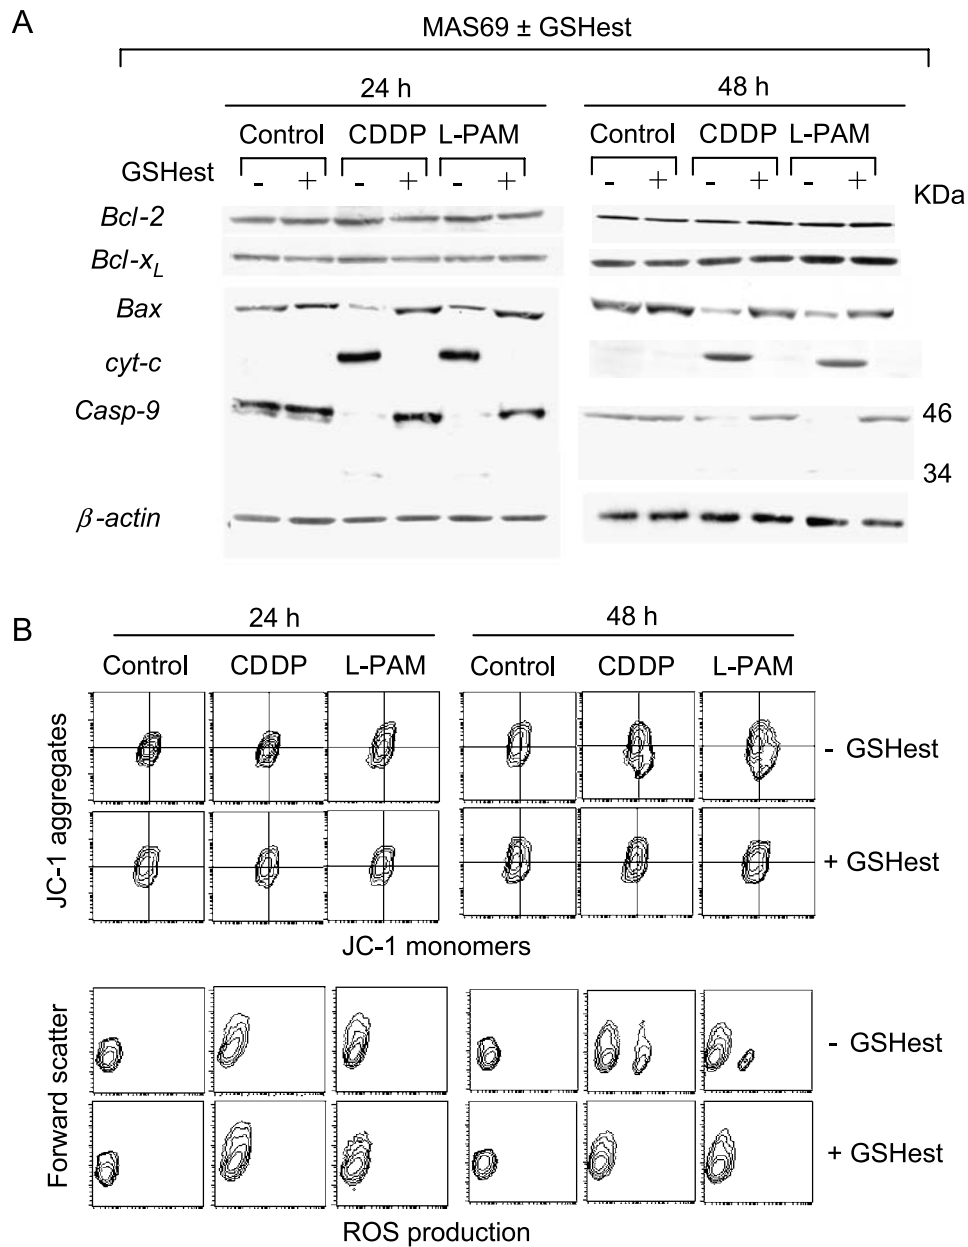 A
MAS69 ± GSHest
24 h 48 h
Control CDDP L-PAM Control CDDP L-PAM
GSHest - + - + - + - + - + - + KDa
Bcl-2
Bcl-xL
Bax
cyt-c
Casp-9 46
34
β-actin
B
24 h 48 h
Control CDDP L-PAM Control CDDP L-PAM
JC-1 aggregates
- GSHest
+ GSHest
JC-1 monomers
Forward scatter
- GSHest
+ GSHest
ROS production